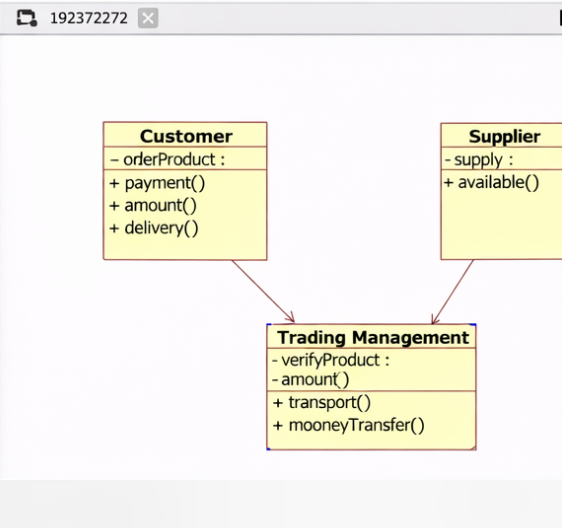 192372272
Customer
- orderProduct :
+ payment()
+ amount()
+ delivery()
Supplier
- supply :
+ available()
Trading Management
- verifyProduct :
- amount()
+ transport()
+ mooneyTransfer()